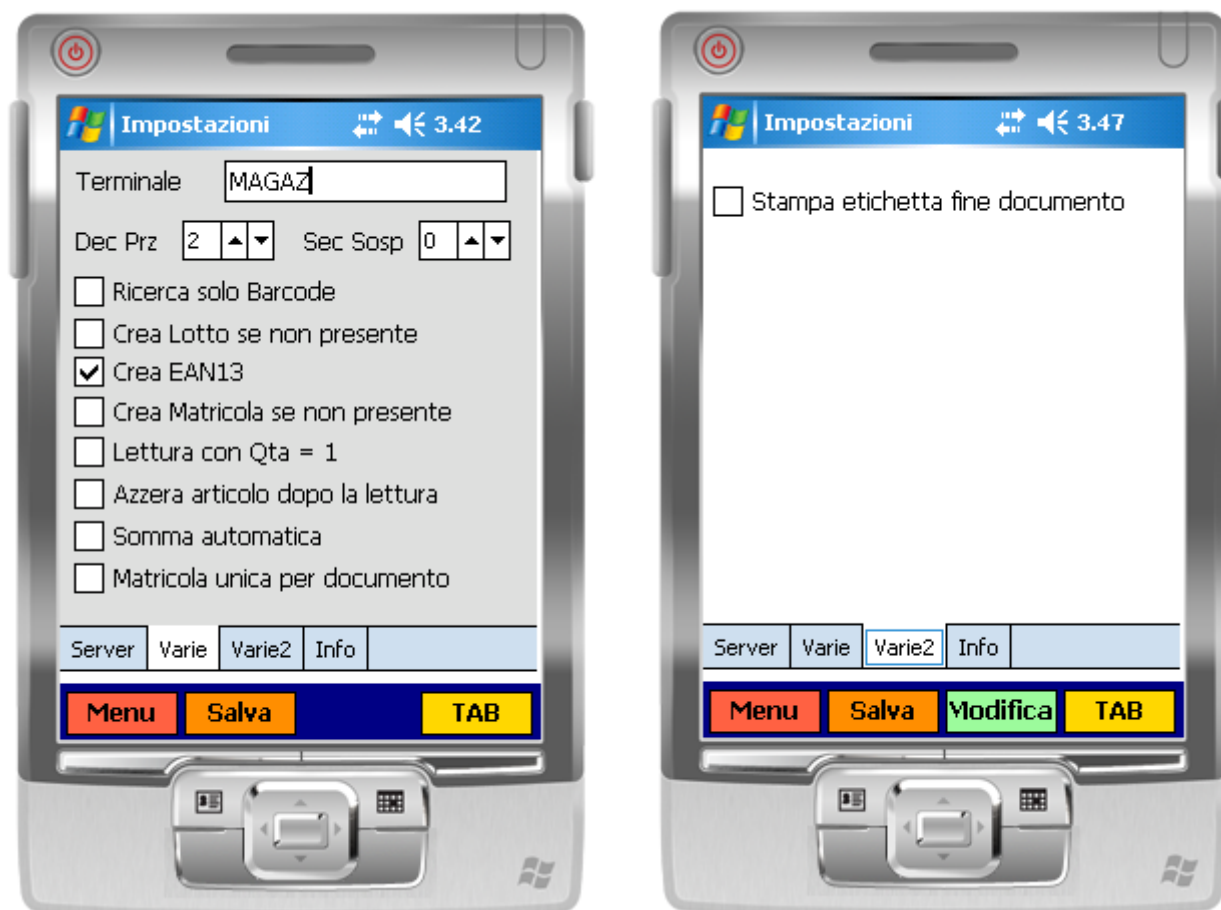 Impostazioni 3.42
Terminale MAGAZ
Dec Prz 2 Sec Sosp 0
Ricerca solo Barcode
Crea Lotto se non presente
Crea EAN13
Crea Matricola se non presente
Lettura con Qta = 1
Azzera articolo dopo la lettura
Somma automatica
Matricola unica per documento
Server Varie Varie2 Info
Menu Salva TAB
Impostazioni 3.47
Stampa etichetta fine documento
Server Varie Varie2 Info
Menu Salva Modifica TAB